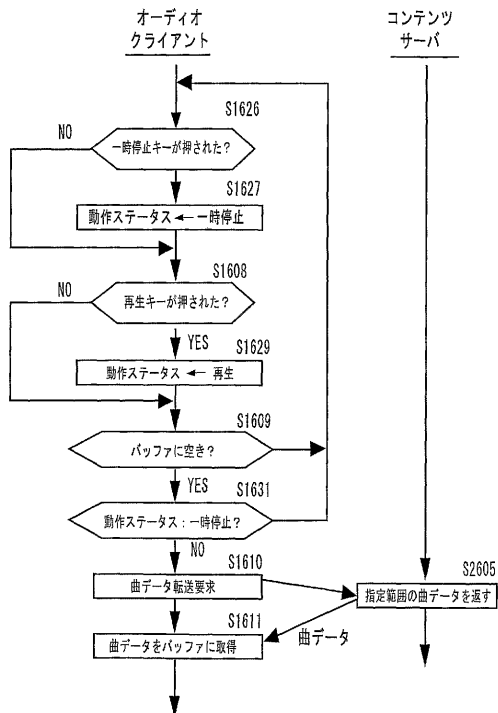 オーディオ
クライアント
コンテンツ
サーバ
S1626
NO
一時停止キーが押された?
S1627
動作ステータス ← 一時停止
S1608
NO
再生キーが押された?
YES
S1629
動作ステータス ← 再生
S1609
バッファに空き?
YES
S1631
動作ステータス:一時停止?
NO
S1610
曲データ転送要求
S2605
指定範囲の曲データを返す
S1611
曲データ
曲データをバッファに取得